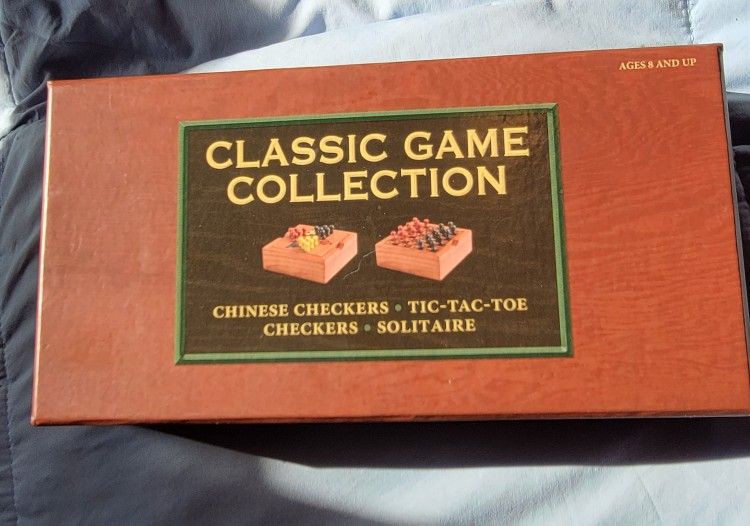 AGES 8 AND UP
CLASSIC GAME
COLLECTION
CHINESE CHECKERS • TIC-TAC-TOE
CHECKERS • SOLITAIRE